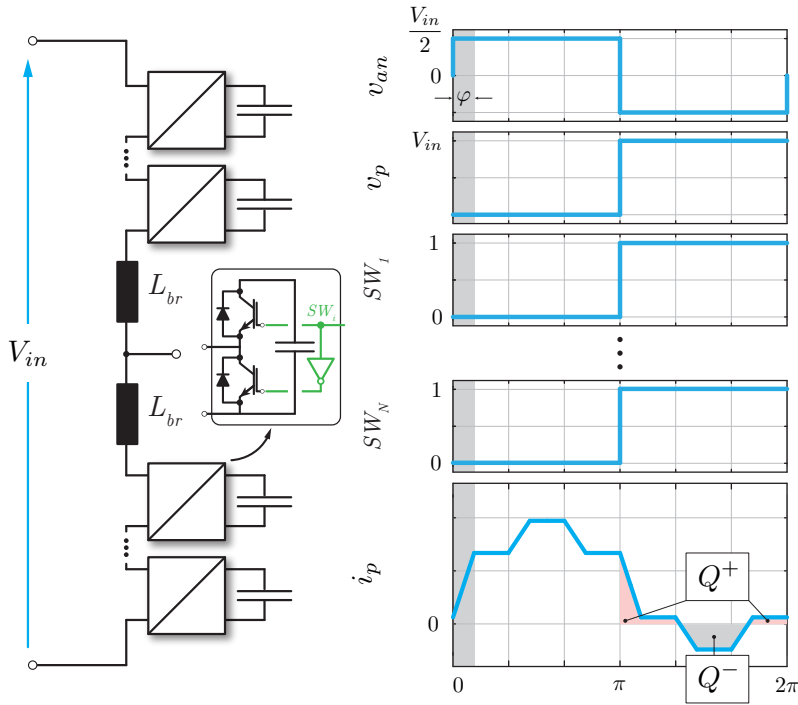 V_in
L_br
L_br
SW_i
V_in
2
0
φ
v_an
V_in
v_p
1
0
SW_1
1
0
SW_N
0
i_p
Q^+
Q^-
0
π
2π